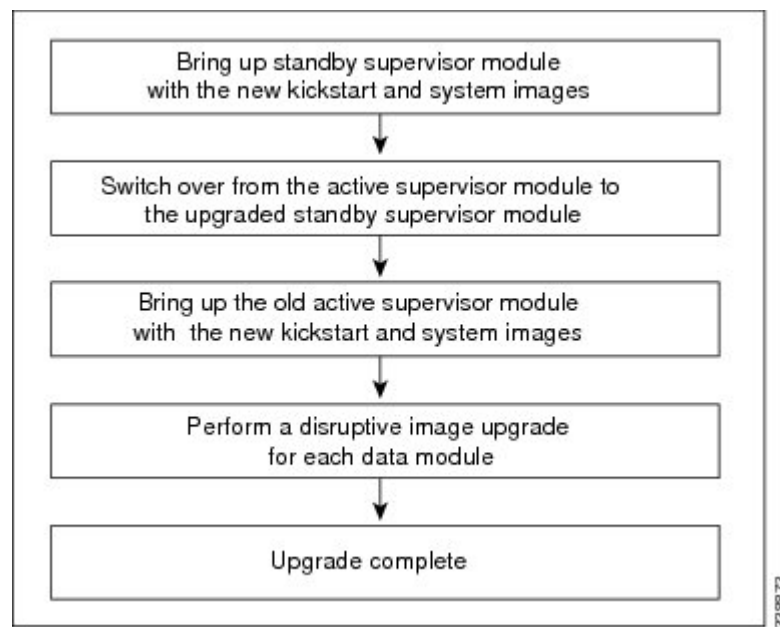 Bring up standby supervisor module
with the new kickstart and system images
Switch over from the active supervisor module to
the upgraded standby supervisor module
Bring up the old active supervisor module
with the new kickstart and system images
Perform a disruptive image upgrade
for each data module
Upgrade complete